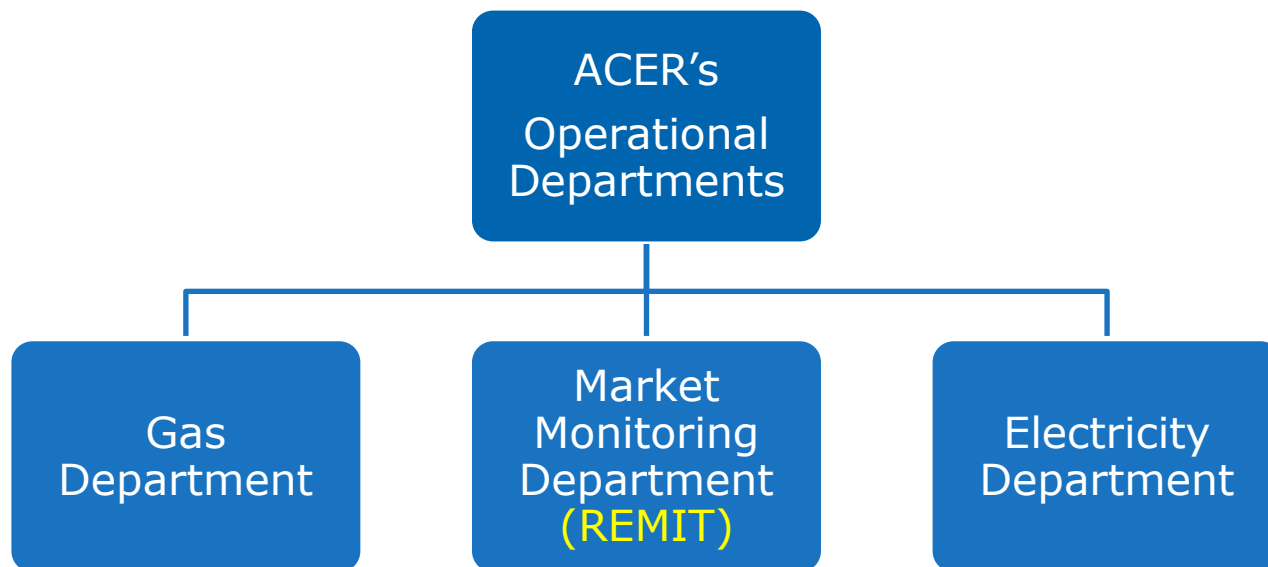 ACER’s
Operational
Departments
Gas
Department
Market
Monitoring
Department
(REMIT)
Electricity
Department